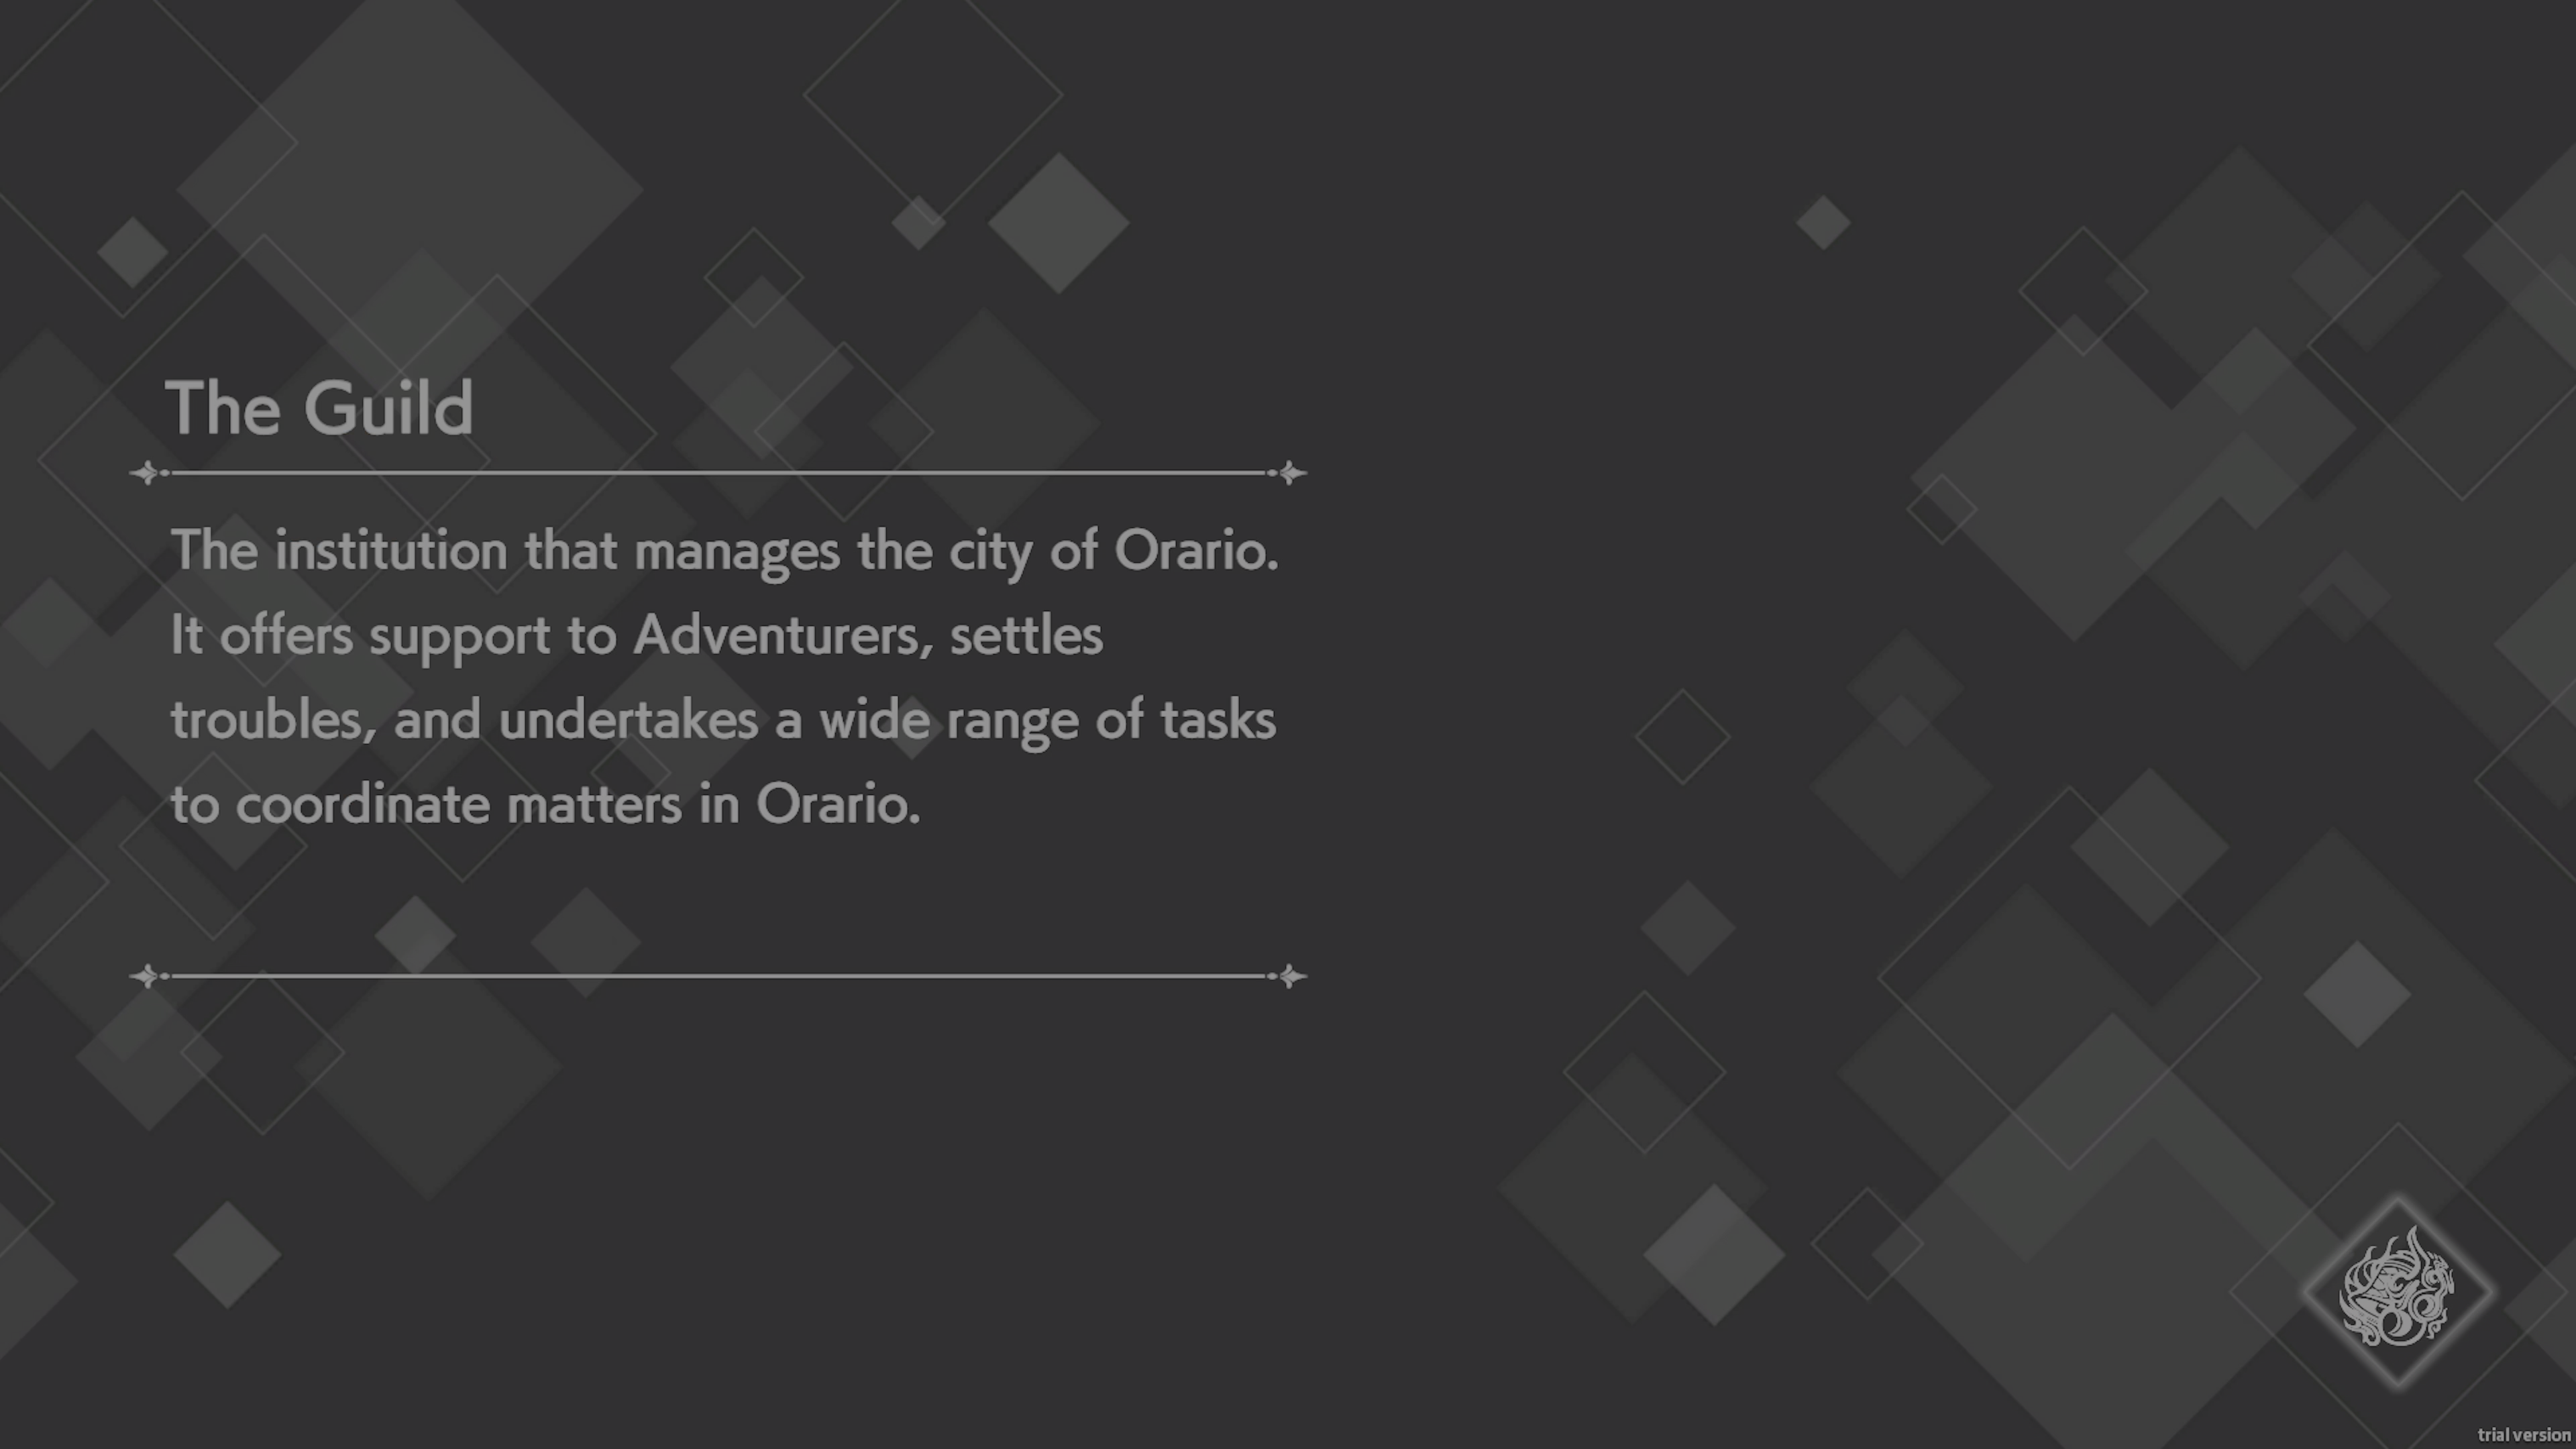 The Guild
The institution that manages the city of Orario.
It offers support to Adventurers, settles
troubles, and undertakes a wide range of tasks
to coordinate matters in Orario.
trial version